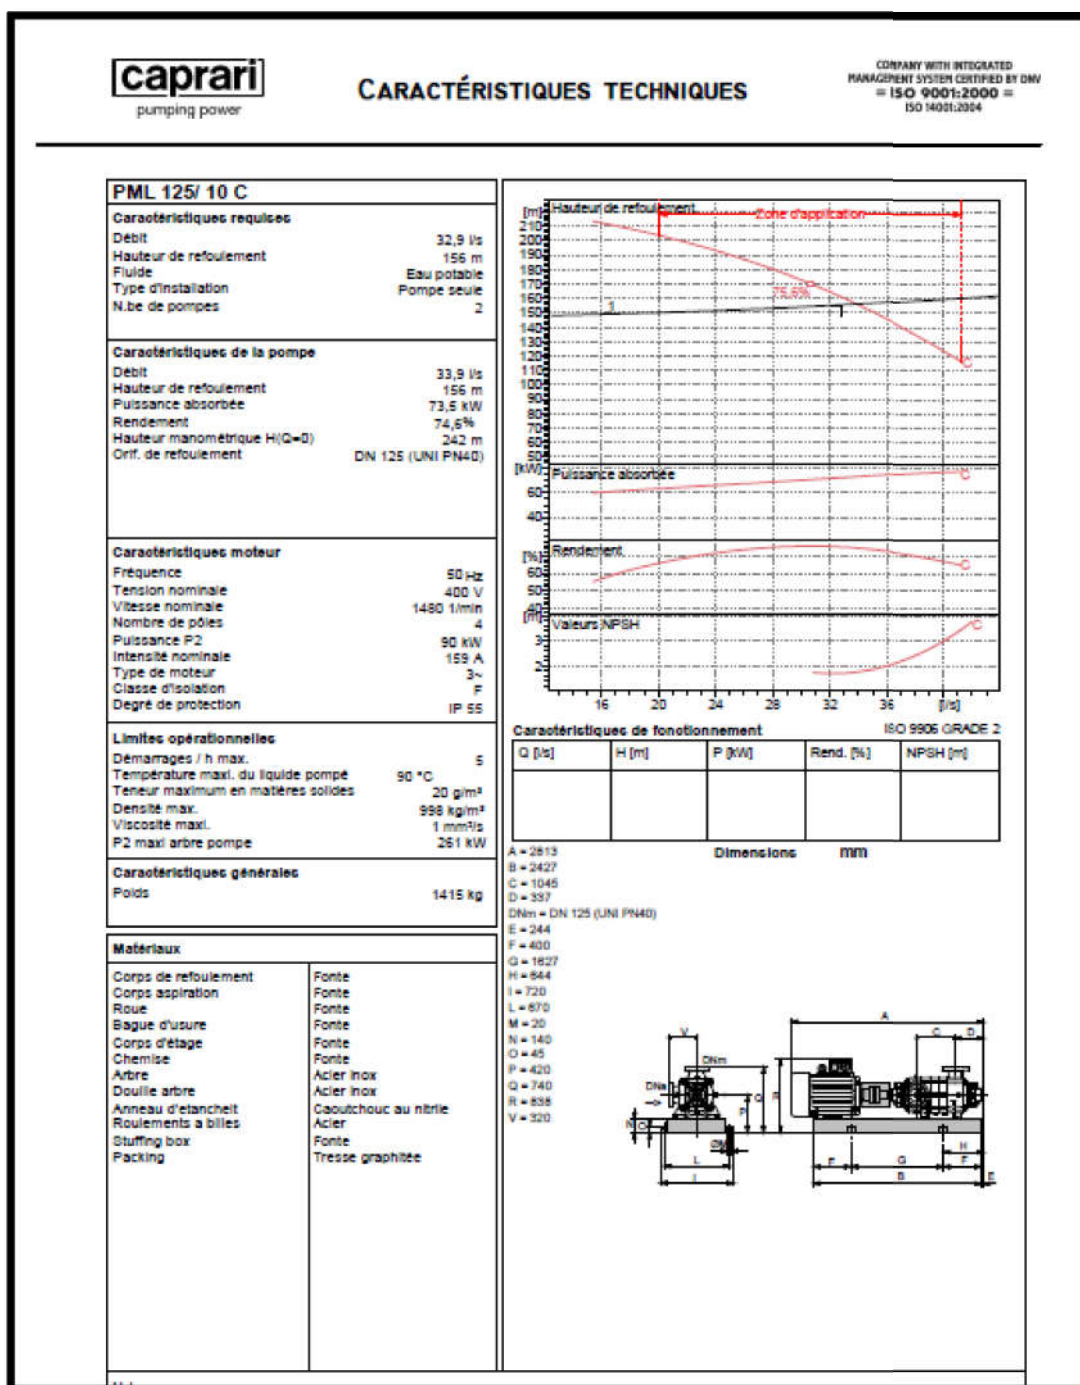 caprari
pumping power
CARACTÉRISTIQUES TECHNIQUES
COMPANY WITH INTEGRATED
MANAGEMENT SYSTEM CERTIFIED BY DNV
= ISO 9001:2000 =
ISO 14001:2004
PML 125/ 10 C
Caractéristiques requises
Débit 32,9 l/s
Hauteur de refoulement 156 m
Fluide Eau potable
Type d'installation Pompe seule
N.be de pompes 2
Caractéristiques de la pompe
Débit 33,9 l/s
Hauteur de refoulement 156 m
Puissance absorbée 73,5 kW
Rendement 74,6%
Hauteur manométrique H(Q=0) 242 m
Orif. de refoulement DN 125 (UNI PN40)
Caractéristiques moteur
Fréquence 50 Hz
Tension nominale 400 V
Vitesse nominale 1480 1/min
Nombre de pôles 4
Puissance P2 90 kW
Intensité nominale 159 A
Type de moteur 3~
Classe d'isolation F
Degré de protection IP 55
Limites opérationnelles
Démarrages / h max. 5
Température maxi. du liquide pompé 90 °C
Teneur maximum en matières solides 20 g/m³
Densité max. 998 kg/m³
Viscosité maxi. 1 mm²/s
P2 maxi arbre pompe 261 kW
Caractéristiques générales
Poids 1415 kg
Matériaux
Corps de refoulement Fonte
Corps aspiration Fonte
Roue Fonte
Bague d'usure Fonte
Corps d'étage Fonte
Chemise Fonte
Arbre Acier inox
Douille arbre Acier inox
Anneau d'etancheit Caoutchouc au nitrile
Roulements a billes Acier
Stuffing box Fonte
Packing Tresse graphitée
[m] Hauteur de refoulement Zone d'application
210
200
190
180
170 75,6%
160
150 1
140
130
120
110 C
100
90
80
70
60
50
[kW] Puissance absorbée C
60
40
[%] Rendement
60 C
50
40
[m] Valeurs NPSH C
3
2
16 20 24 28 32 36 [l/s]
Caractéristiques de fonctionnement ISO 9906 GRADE 2
Q [l/s] H [m] P [kW] Rend. [%] NPSH [m]
Dimensions mm
A = 2813
B = 2427
C = 1045
D = 337
DNm = DN 125 (UNI PN40)
E = 244
F = 400
G = 1627
H = 644
I = 720
L = 670
M = 20
N = 140
O = 45
P = 420
Q = 740
R = 838
V = 320
A
V C D
DNm
DNa
R Q P
N O
ØM
H
L F G F
I B E